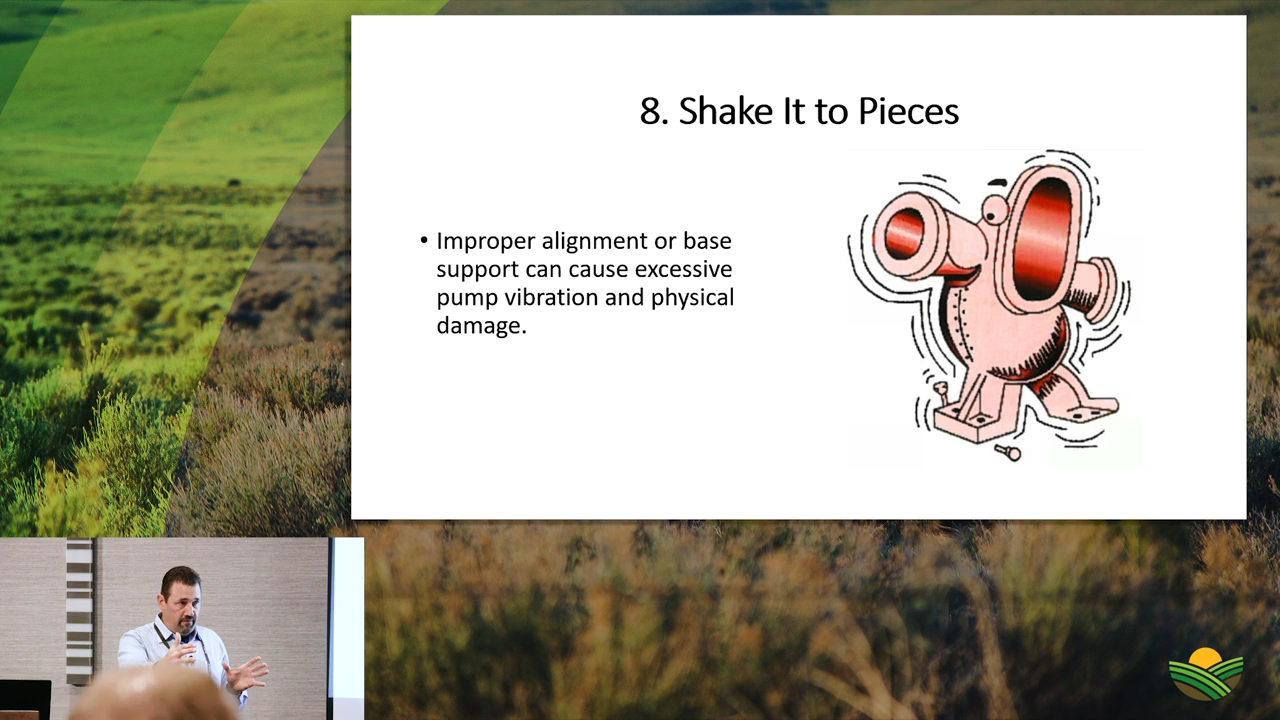 8. Shake It to Pieces
• Improper alignment or base
support can cause excessive
pump vibration and physical
damage.